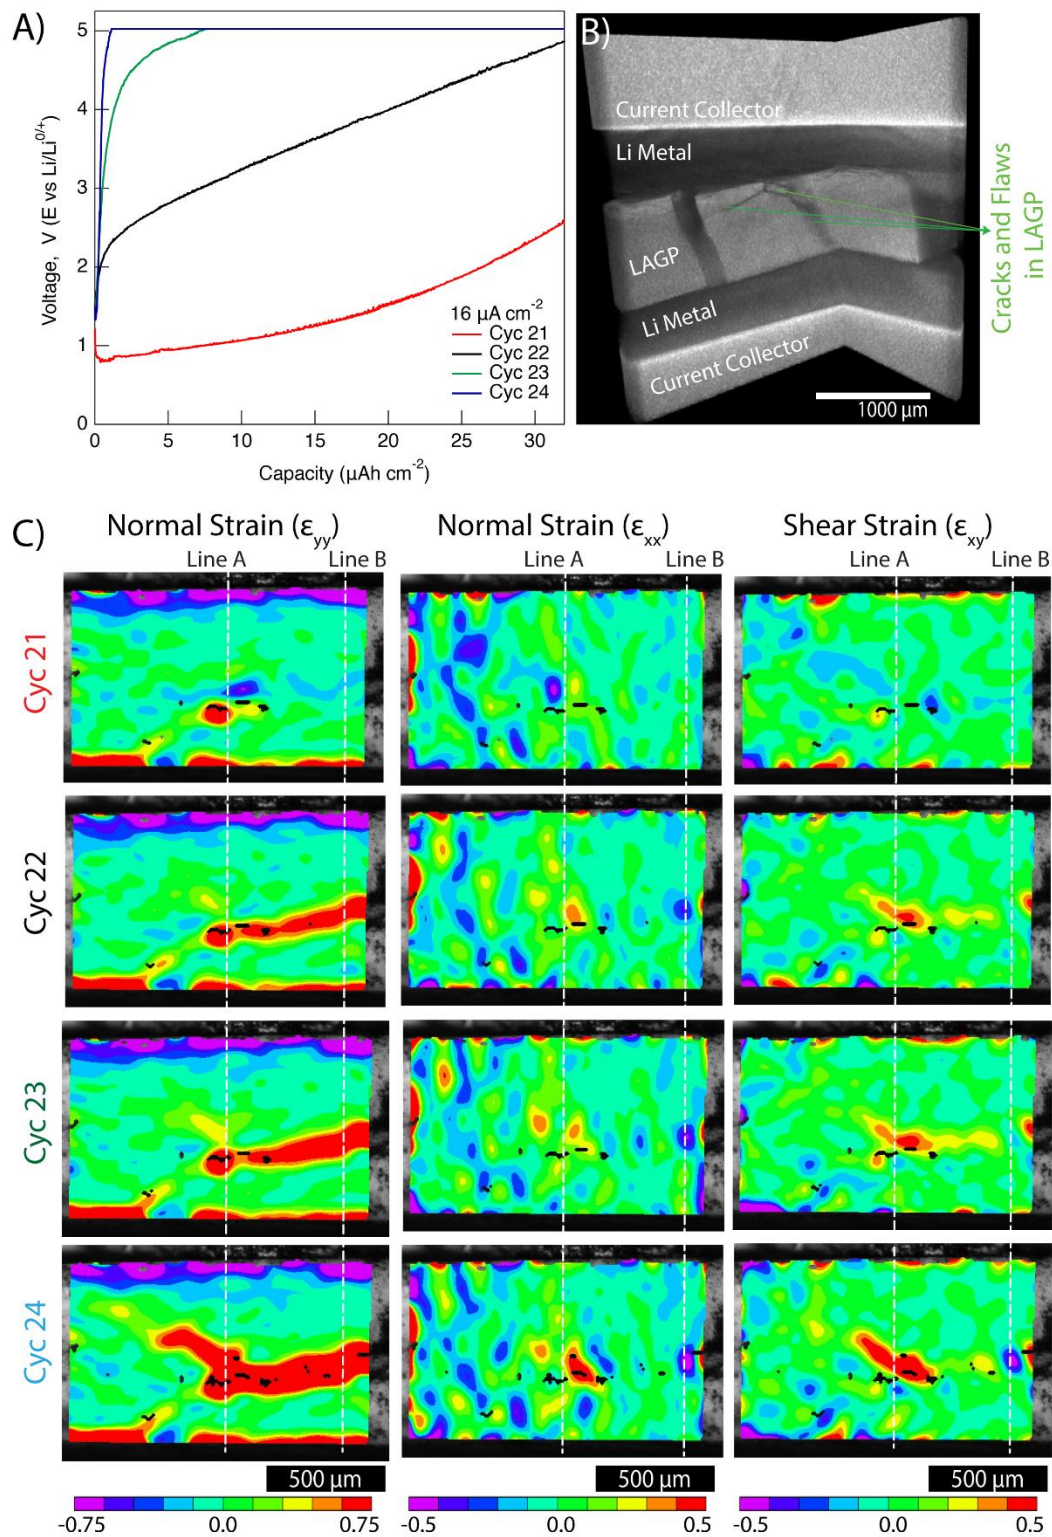 A)
5
4
3
2
1
0
Voltage, V (E vs Li/Li0/+)
0 5 10 15 20 25 30
Capacity (µAh cm-2)
16 µA cm-2
Cyc 21
Cyc 22
Cyc 23
Cyc 24
B)
Current Collector
Li Metal
LAGP
Li Metal
Current Collector
1000 µm
Cracks and Flaws
in LAGP
C)
Normal Strain (εyy)
Normal Strain (εxx)
Shear Strain (εxy)
Line A Line B
Line A Line B
Line A Line B
Cyc 21
Cyc 22
Cyc 23
Cyc 24
500 µm
500 µm
500 µm
-0.75 0.0 0.75
-0.5 0.0 0.5
-0.5 0.0 0.5